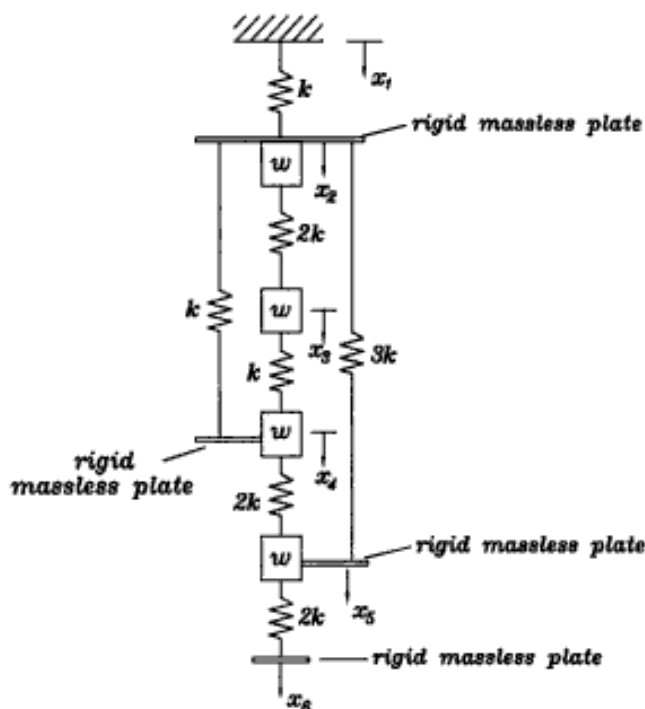 x₁
k
rigid massless plate
w
x₂
2k
w
k
x₃
3k
k
w
rigid
massless plate
x₄
2k
rigid massless plate
w
x₅
2k
rigid massless plate
x₆